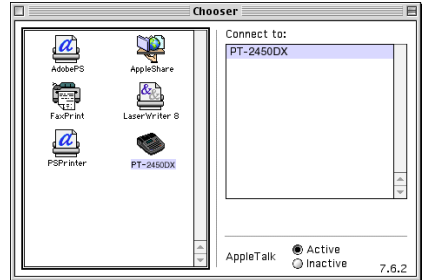 Chooser
Connect to:
PT-2450DX
AdobePS
AppleShare
FaxPrint
LaserWriter 8
PSPrinter
PT-2450DX
AppleTalk
Active
Inactive
7.6.2